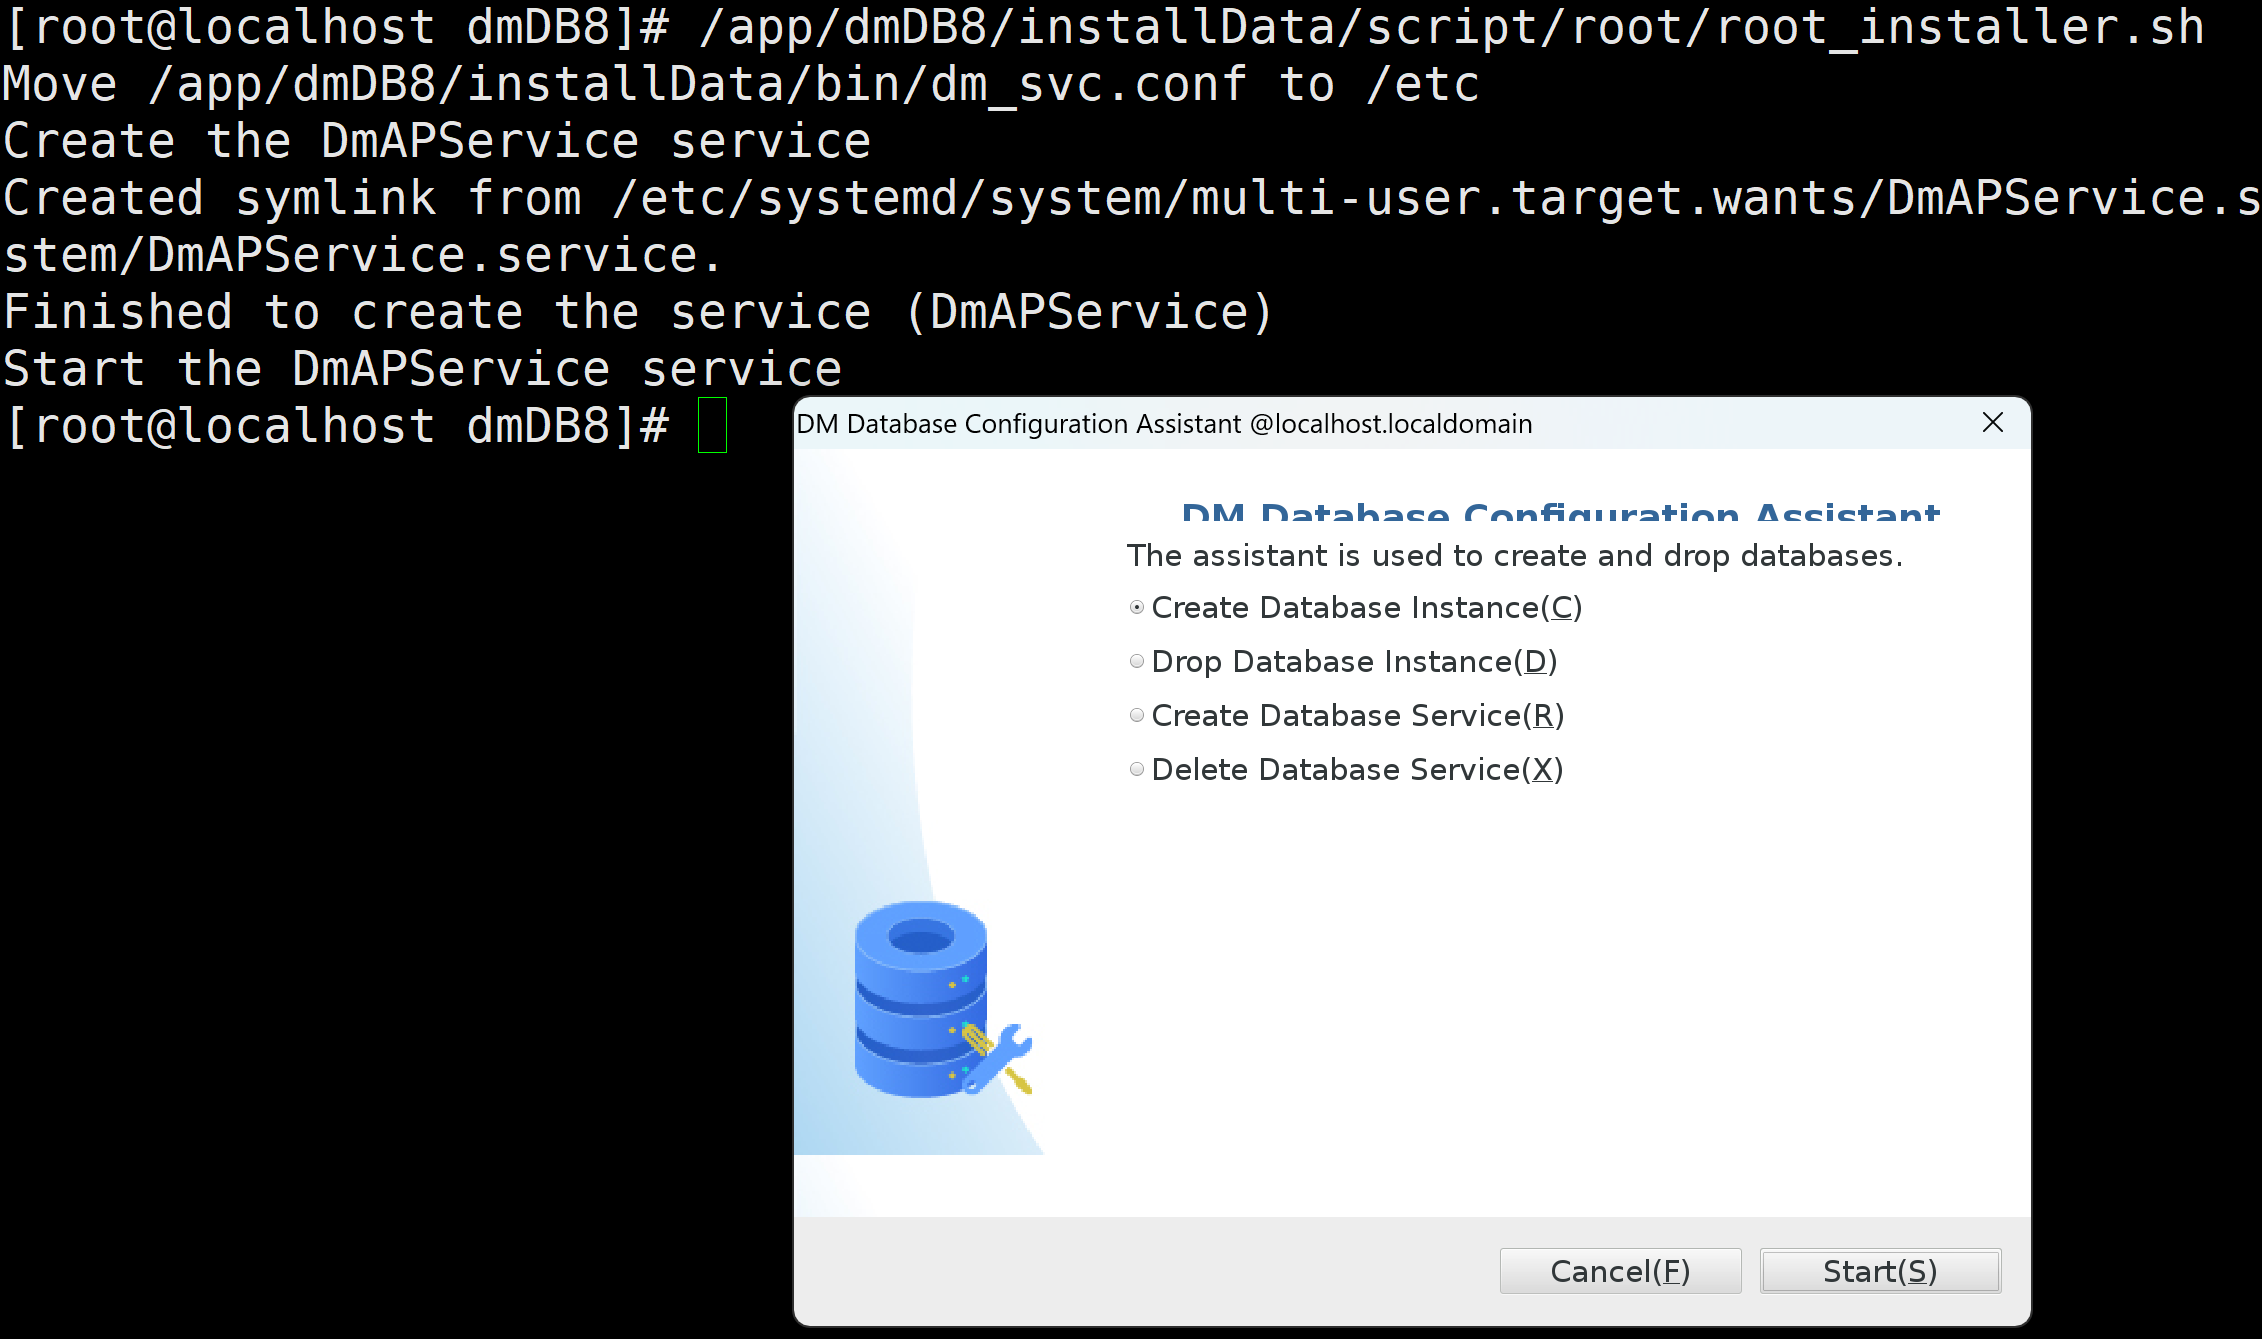 [root@localhost dmDB8]# /app/dmDB8/installData/script/root/root_installer.sh
Move /app/dmDB8/installData/bin/dm_svc.conf to /etc
Create the DmAPService service
Created symlink from /etc/systemd/system/multi-user.target.wants/DmAPService.s
stem/DmAPService.service.
Finished to create the service (DmAPService)
Start the DmAPService service
[root@localhost dmDB8]#
DM Database Configuration Assistant @localhost.localdomain
DM Database Configuration Assistant
The assistant is used to create and drop databases.
Create Database Instance(C)
Drop Database Instance(D)
Create Database Service(R)
Delete Database Service(X)
Cancel(F)
Start(S)